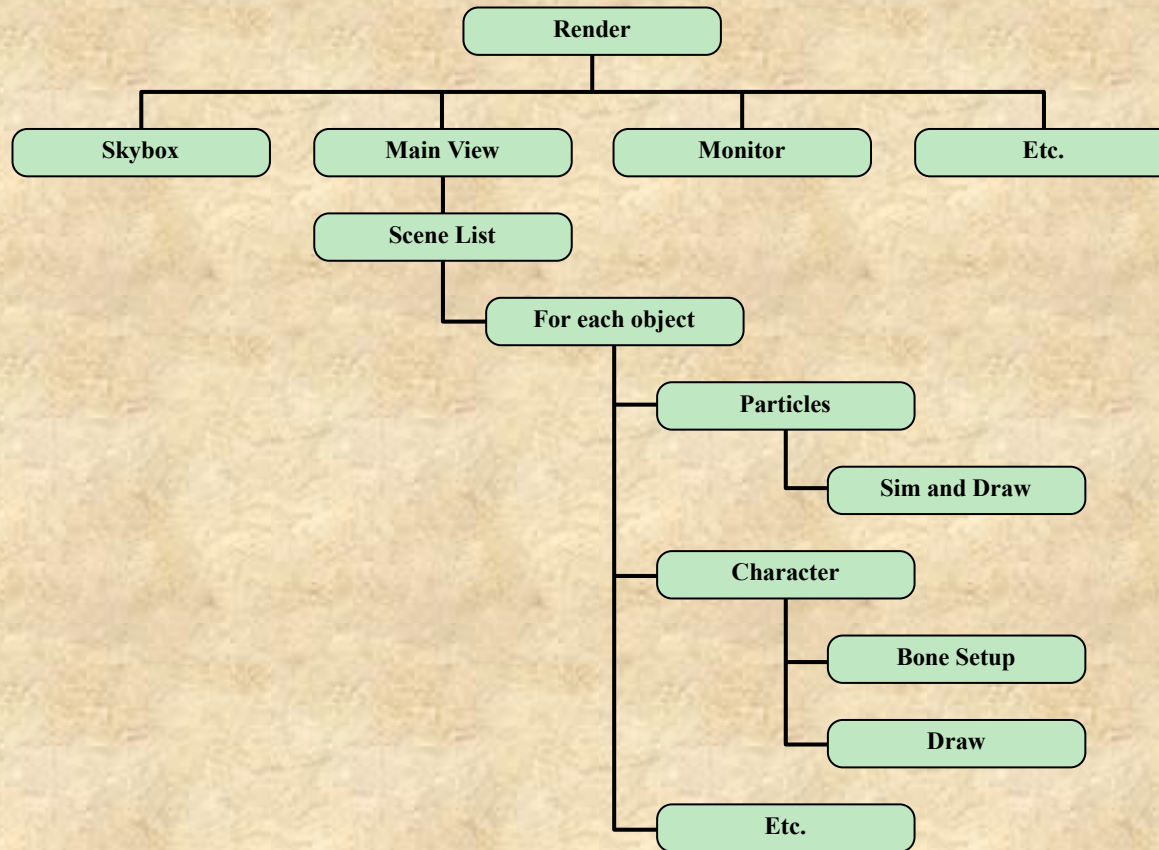 Render
Skybox
Main View
Monitor
Etc.
Scene List
For each object
Particles
Sim and Draw
Character
Bone Setup
Draw
Etc.